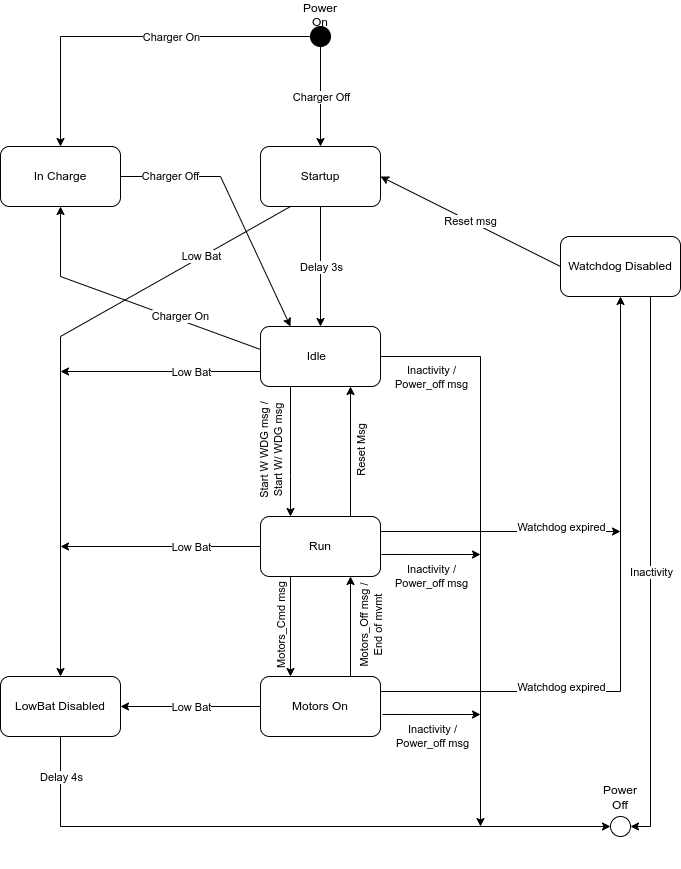 Power
On
Charger On
Charger Off
In Charge
Charger Off
Startup
Reset msg
Low Bat
Delay 3s
Watchdog Disabled
Charger On
Idle
Low Bat
Inactivity /
Power_off msg
Start W WDG msg /
Start W/ WDG msg
Reset Msg
Watchdog expired
Run
Low Bat
Inactivity /
Power_off msg
Inactivity
Motors_Cmd msg
Motors_Off msg /
End of mvmt
Watchdog expired
LowBat Disabled
Low Bat
Motors On
Inactivity /
Power_off msg
Delay 4s
Power
Off